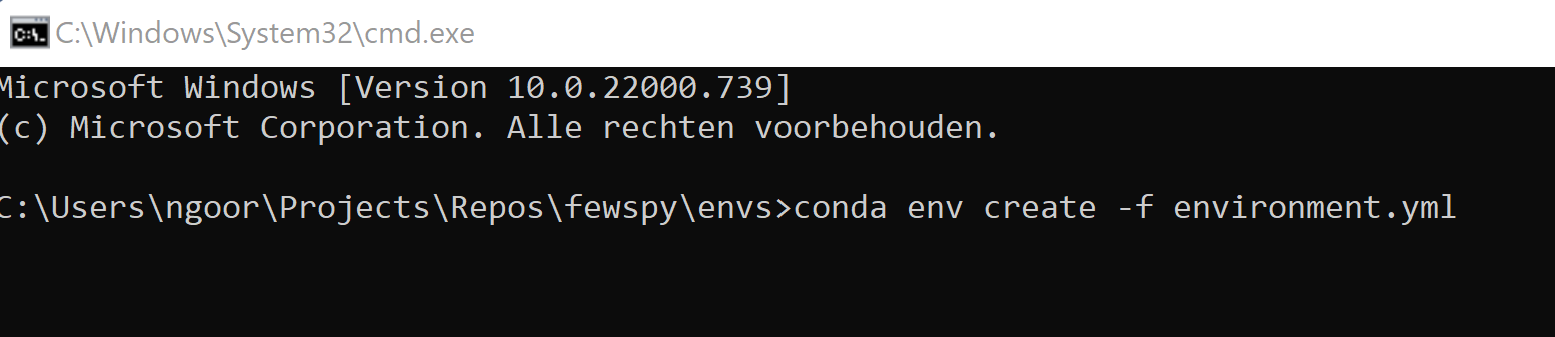 C:\Windows\System32\cmd.exe
Microsoft Windows [Version 10.0.22000.739]
(c) Microsoft Corporation. Alle rechten voorbehouden.
C:\Users\ngoor\Projects\Repos\fewspy\envs>conda env create -f environment.yml